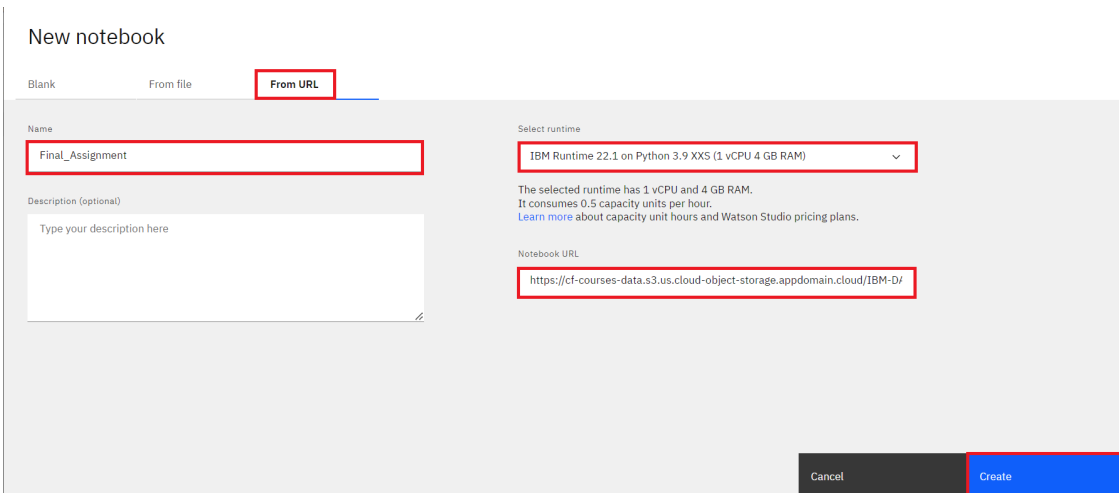 New notebook
Blank
From file
From URL
Name
Final_Assignment
Description (optional)
Type your description here
Select runtime
IBM Runtime 22.1 on Python 3.9 XXS (1 vCPU 4 GB RAM)
The selected runtime has 1 vCPU and 4 GB RAM.
It consumes 0.5 capacity units per hour.
Learn more about capacity unit hours and Watson Studio pricing plans.
Notebook URL
https://cf-courses-data.s3.us.cloud-object-storage.appdomain.cloud/IBM-D
Cancel
Create